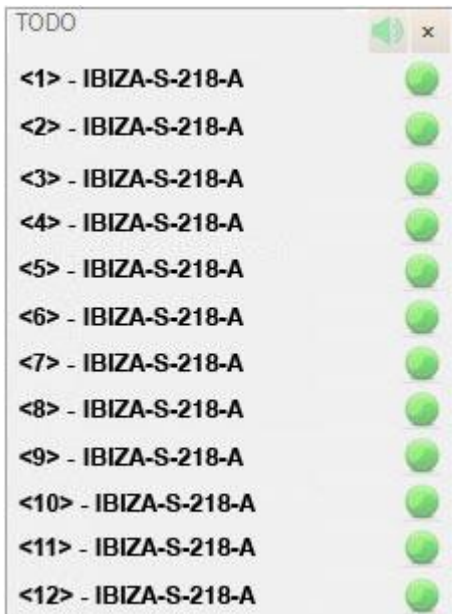 TODO
<1> - IBIZA-S-218-A
<2> - IBIZA-S-218-A
<3> - IBIZA-S-218-A
<4> - IBIZA-S-218-A
<5> - IBIZA-S-218-A
<6> - IBIZA-S-218-A
<7> - IBIZA-S-218-A
<8> - IBIZA-S-218-A
<9> - IBIZA-S-218-A
<10> - IBIZA-S-218-A
<11> - IBIZA-S-218-A
<12> - IBIZA-S-218-A